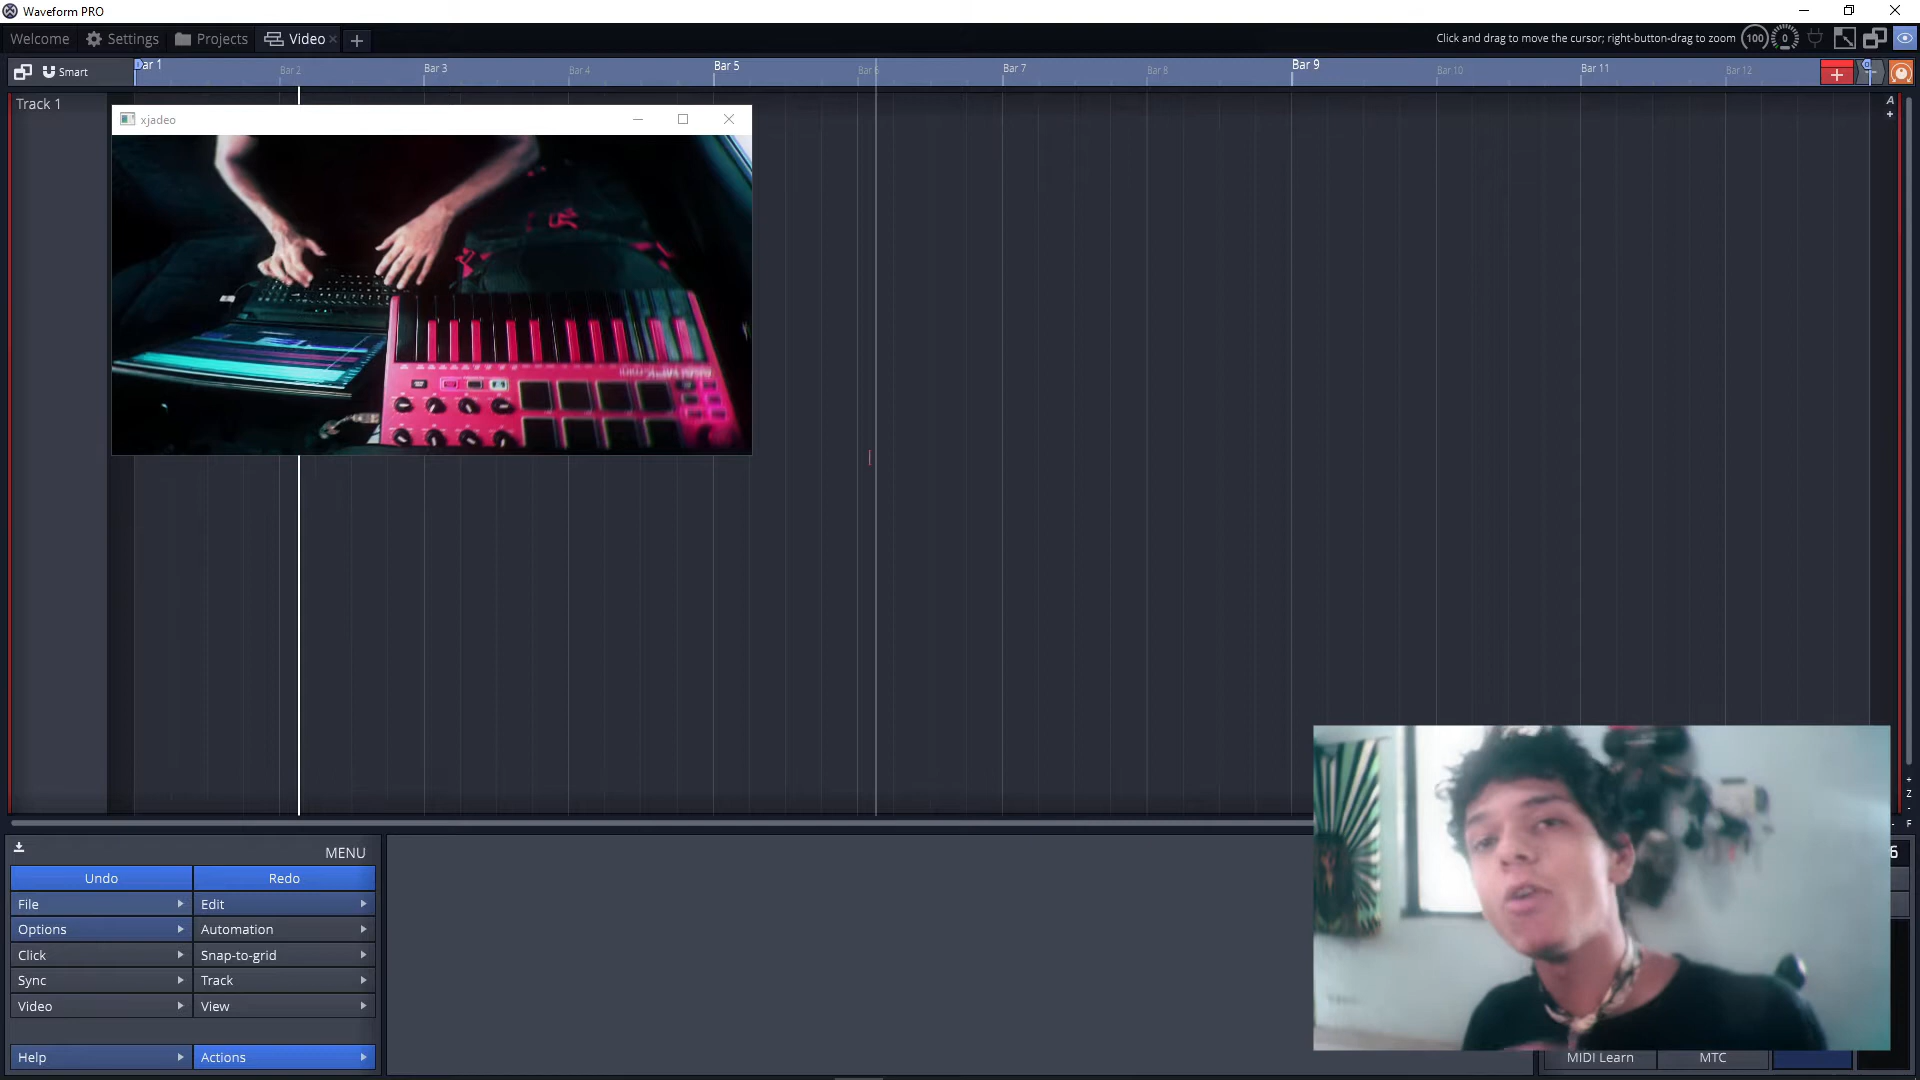 Waveform PRO
Welcome
Settings
Projects
Video
Click and drag to move the cursor; right-button-drag to zoom
100
0
Smart
Bar 1
Bar 2
Bar 3
Bar 4
Bar 5
Bar 6
Bar 7
Bar 8
Bar 9
Bar 10
Bar 11
Bar 12
Track 1
A
xjadeo
Z
F
MENU
6
Undo
Redo
File
Edit
Options
Automation
Click
Snap-to-grid
Sync
Track
Video
View
Help
Actions
MIDI Learn
MTC